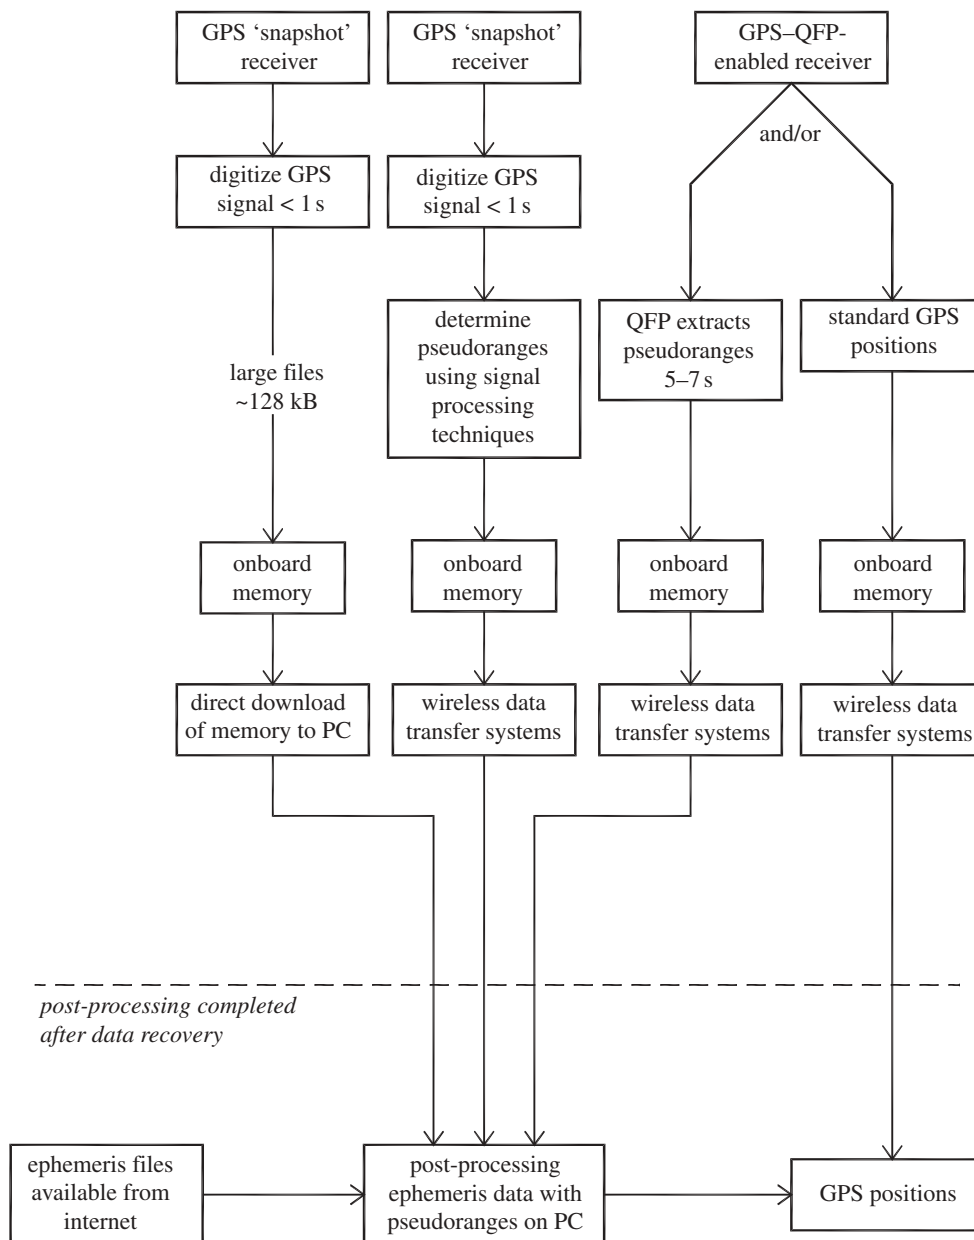 GPS ‘snapshot’
receiver
GPS ‘snapshot’
receiver
GPS–QFP-
enabled receiver
and/or
digitize GPS
signal < 1 s
digitize GPS
signal < 1 s
large files
~128 kB
determine
pseudoranges
using signal
processing
techniques
QFP extracts
pseudoranges
5–7 s
standard GPS
positions
onboard
memory
onboard
memory
onboard
memory
onboard
memory
direct download
of memory to PC
wireless data
transfer systems
wireless data
transfer systems
wireless data
transfer systems
post-processing completed
after data recovery
ephemeris files
available from
internet
post-processing
ephemeris data with
pseudoranges on PC
GPS positions